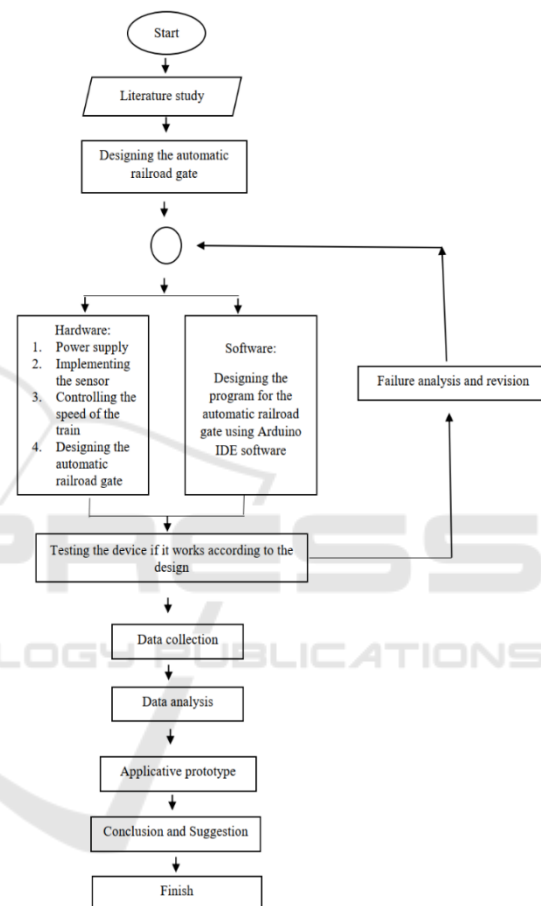 Start
Literature study
Designing the automatic
railroad gate
Hardware:
1. Power supply
2. Implementing
the sensor
3. Controlling the
speed of the
train
4. Designing the
automatic
railroad gate
Software:
Designing the
program for the
automatic railroad
gate using Arduino
IDE software
Failure analysis and revision
Testing the device if it works according to the
design
Data collection
Data analysis
Applicative prototype
Conclusion and Suggestion
Finish
PRESS
LOGY PUBLICATIONS